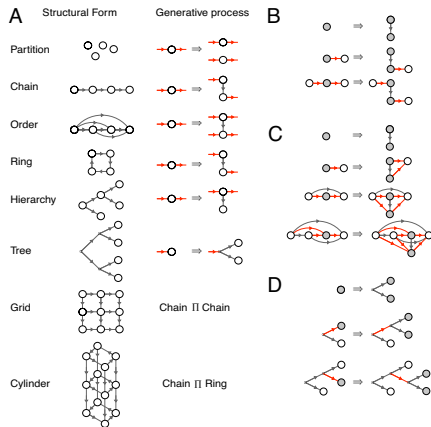 A Structural Form Generative process B
Partition
Chain
Order
C
Ring
Hierarchy
Tree
Grid Chain Π Chain
D
Cylinder Chain Π Ring